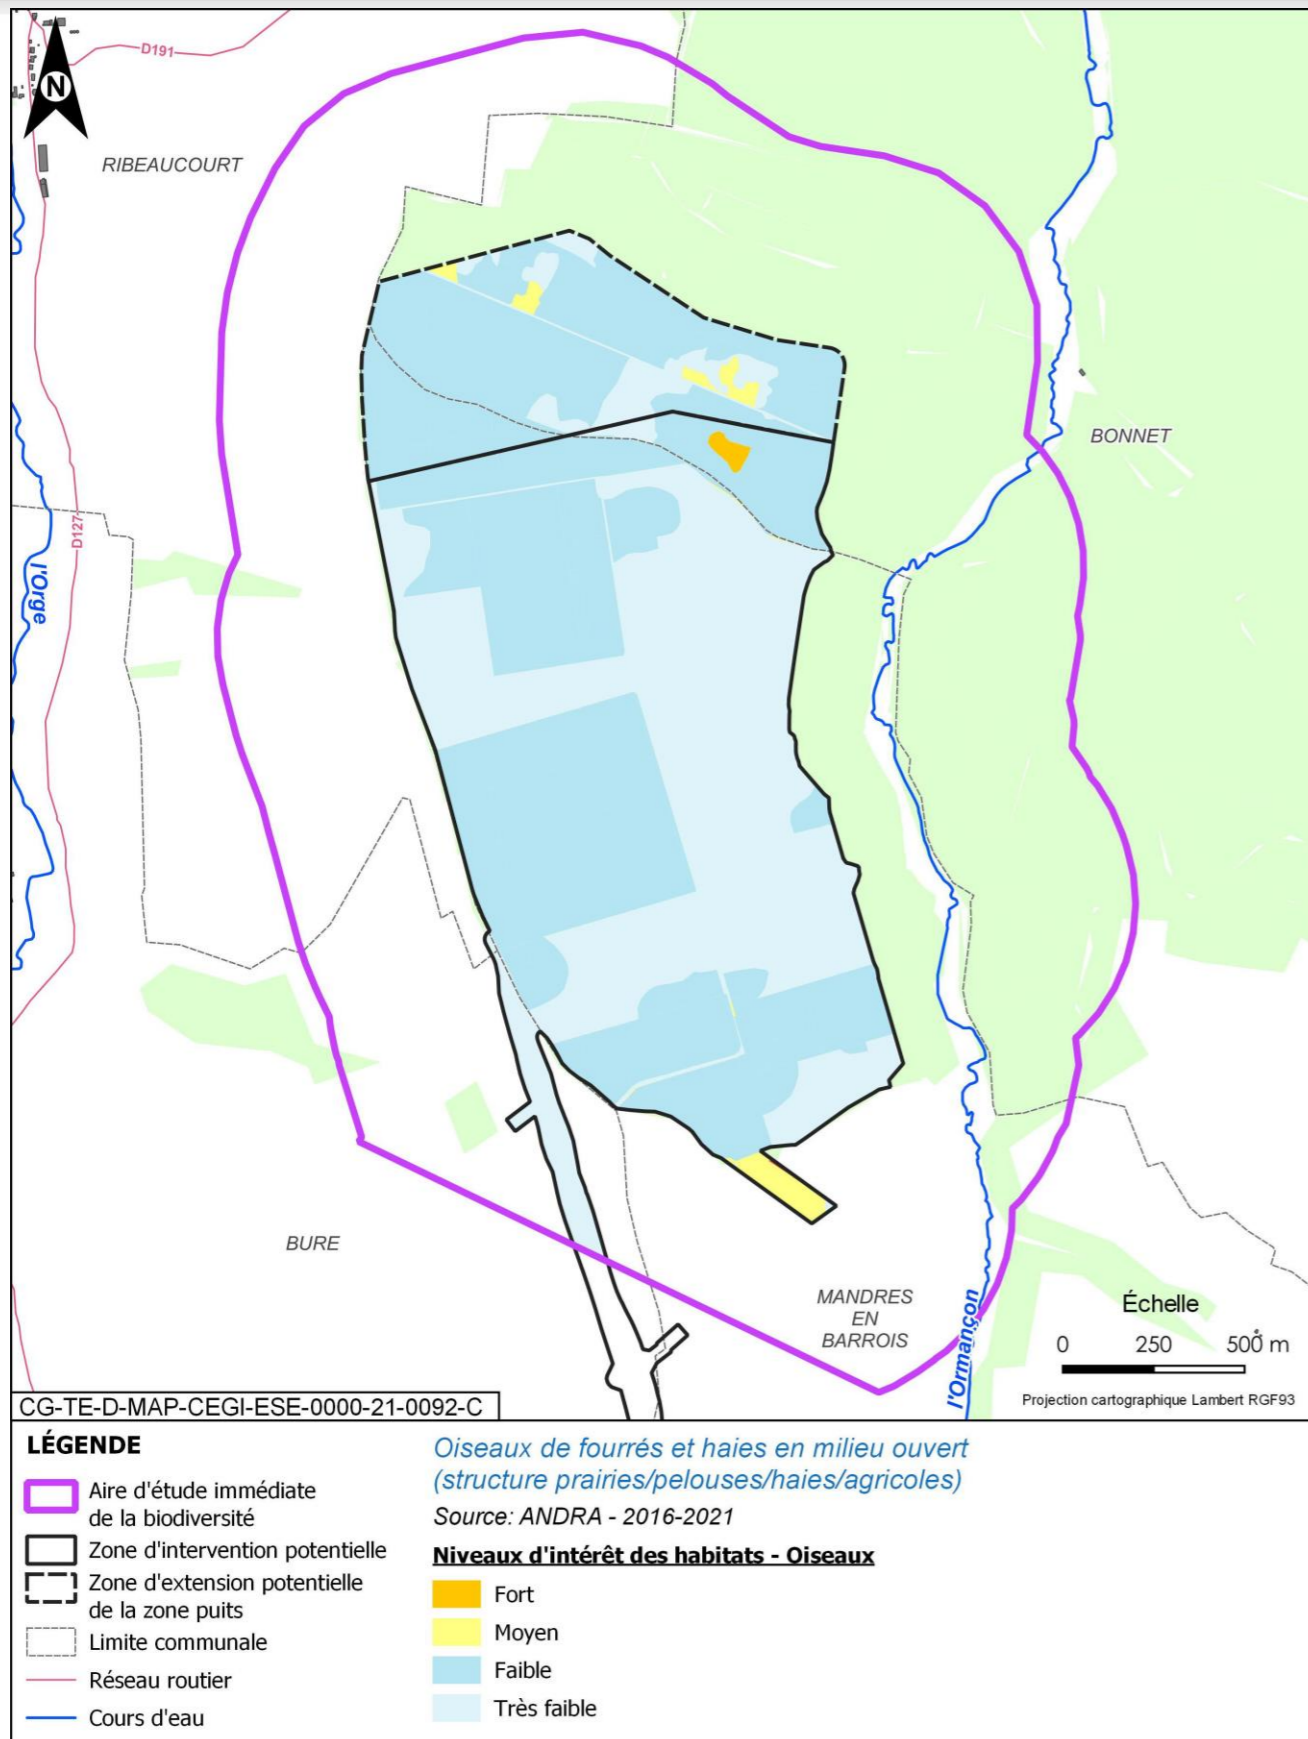 D191
N
RIBEAUCOURT
BONNET
D127
l'Orge
BURE
MANDRES
EN
BARROIS
l'Ormançon
Échelle
0 250 500 m
Projection cartographique Lambert RGF93
CG-TE-D-MAP-CEGI-ESE-0000-21-0092-C
LÉGENDE
Aire d'étude immédiate
de la biodiversité
Zone d'intervention potentielle
Zone d'extension potentielle
de la zone puits
Limite communale
Réseau routier
Cours d'eau
Oiseaux de fourrés et haies en milieu ouvert
(structure prairies/pelouses/haies/agricoles)
Source: ANDRA - 2016-2021
Niveaux d'intérêt des habitats - Oiseaux
Fort
Moyen
Faible
Très faible